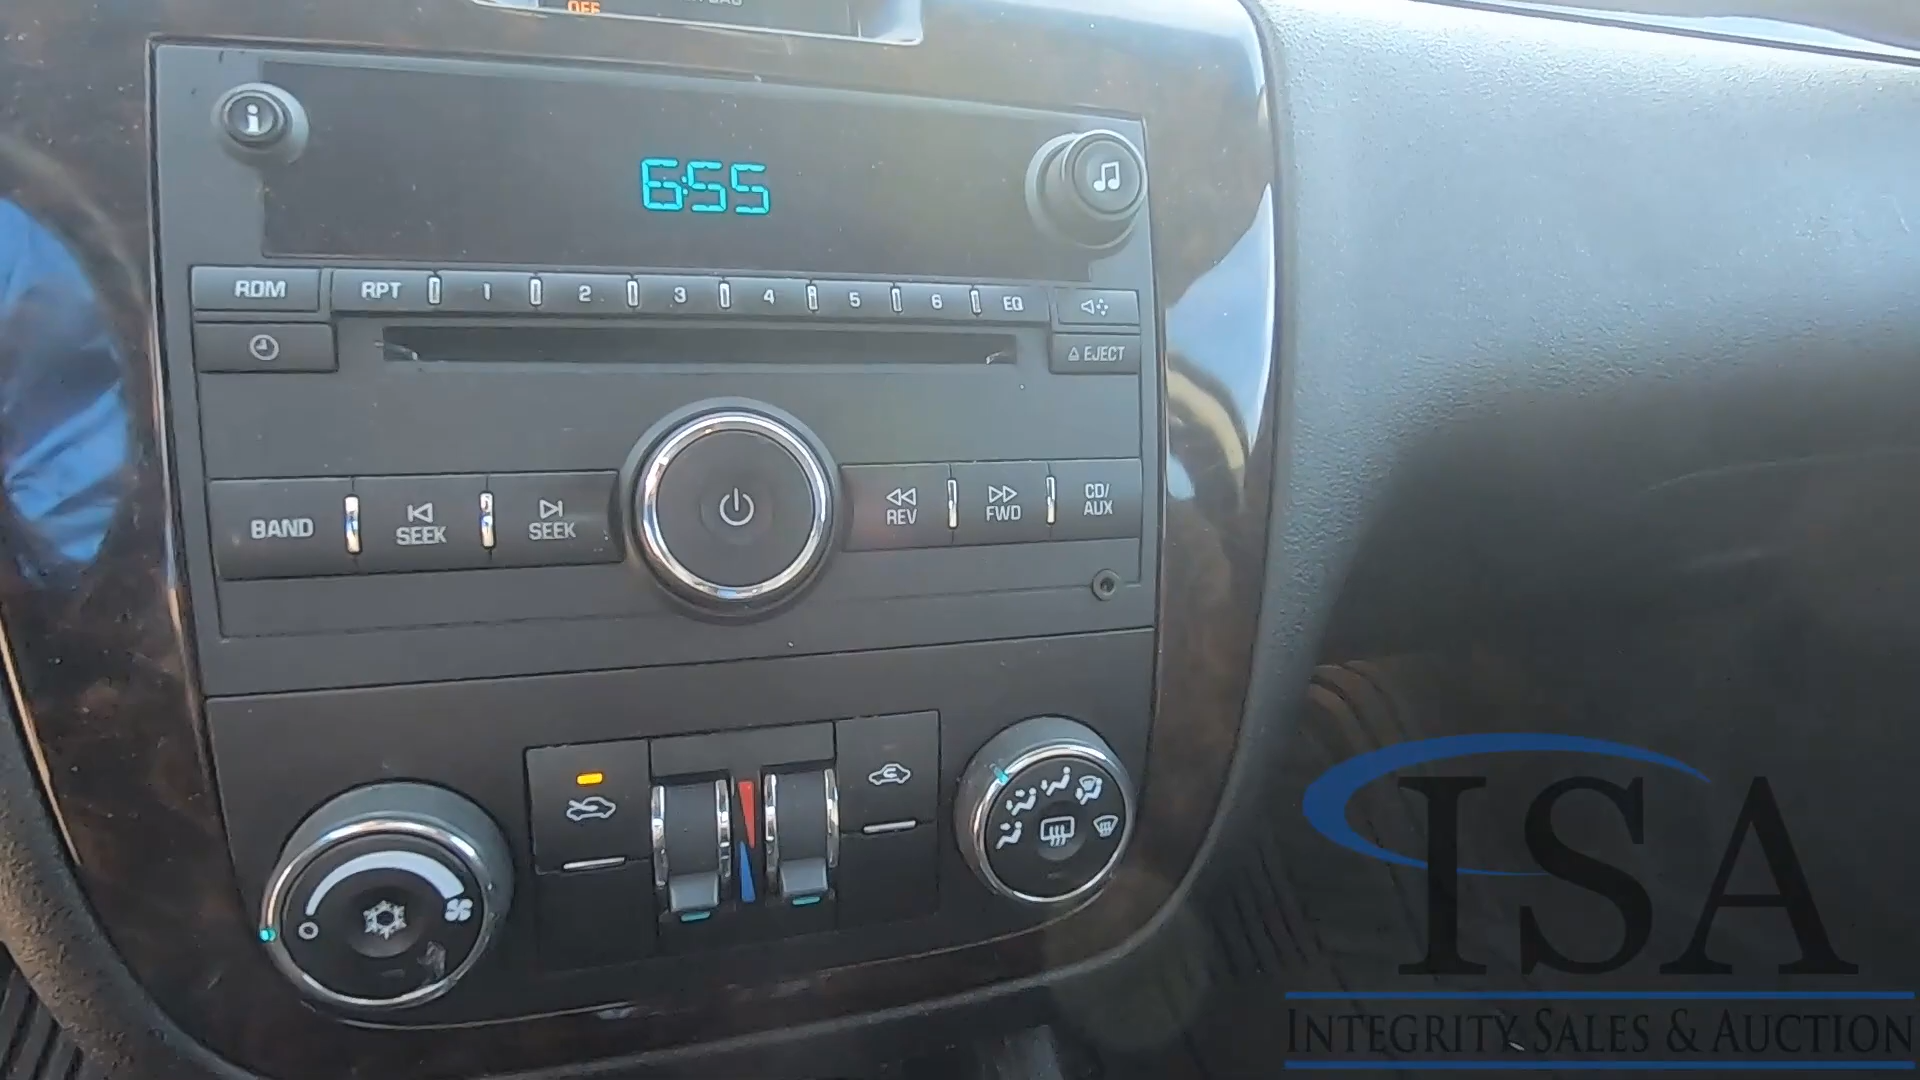 OFF
6:55
RDM RPT 1 2 3 4 5 6 EQ
EJECT
BAND SEEK SEEK REV FWD CD/
AUX
ISA
INTEGRITY SALES & AUCTION